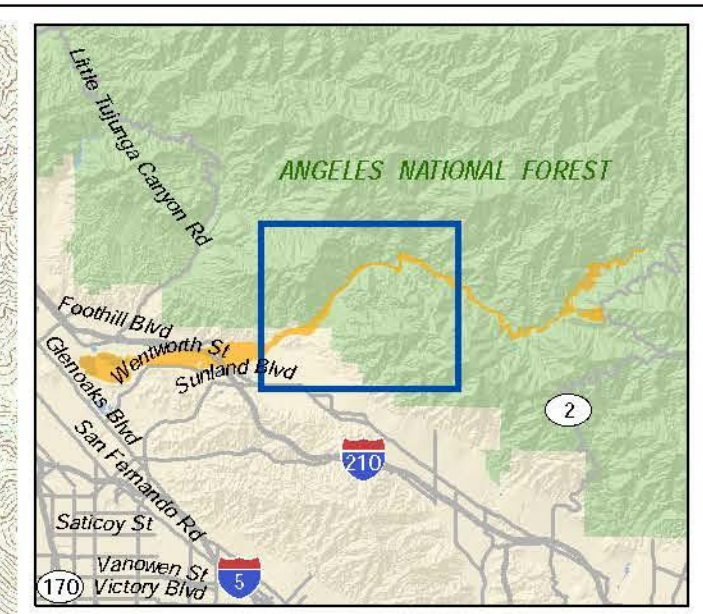 Little Tujunga Canyon Rd
ANGELES NATIONAL FOREST
Foothill Blvd
Wentworth St
Sunland Blvd
Glenoaks Blvd
San Fernando Rd
2
210
Saticoy St
Vanowen St
170
Victory Blvd
5